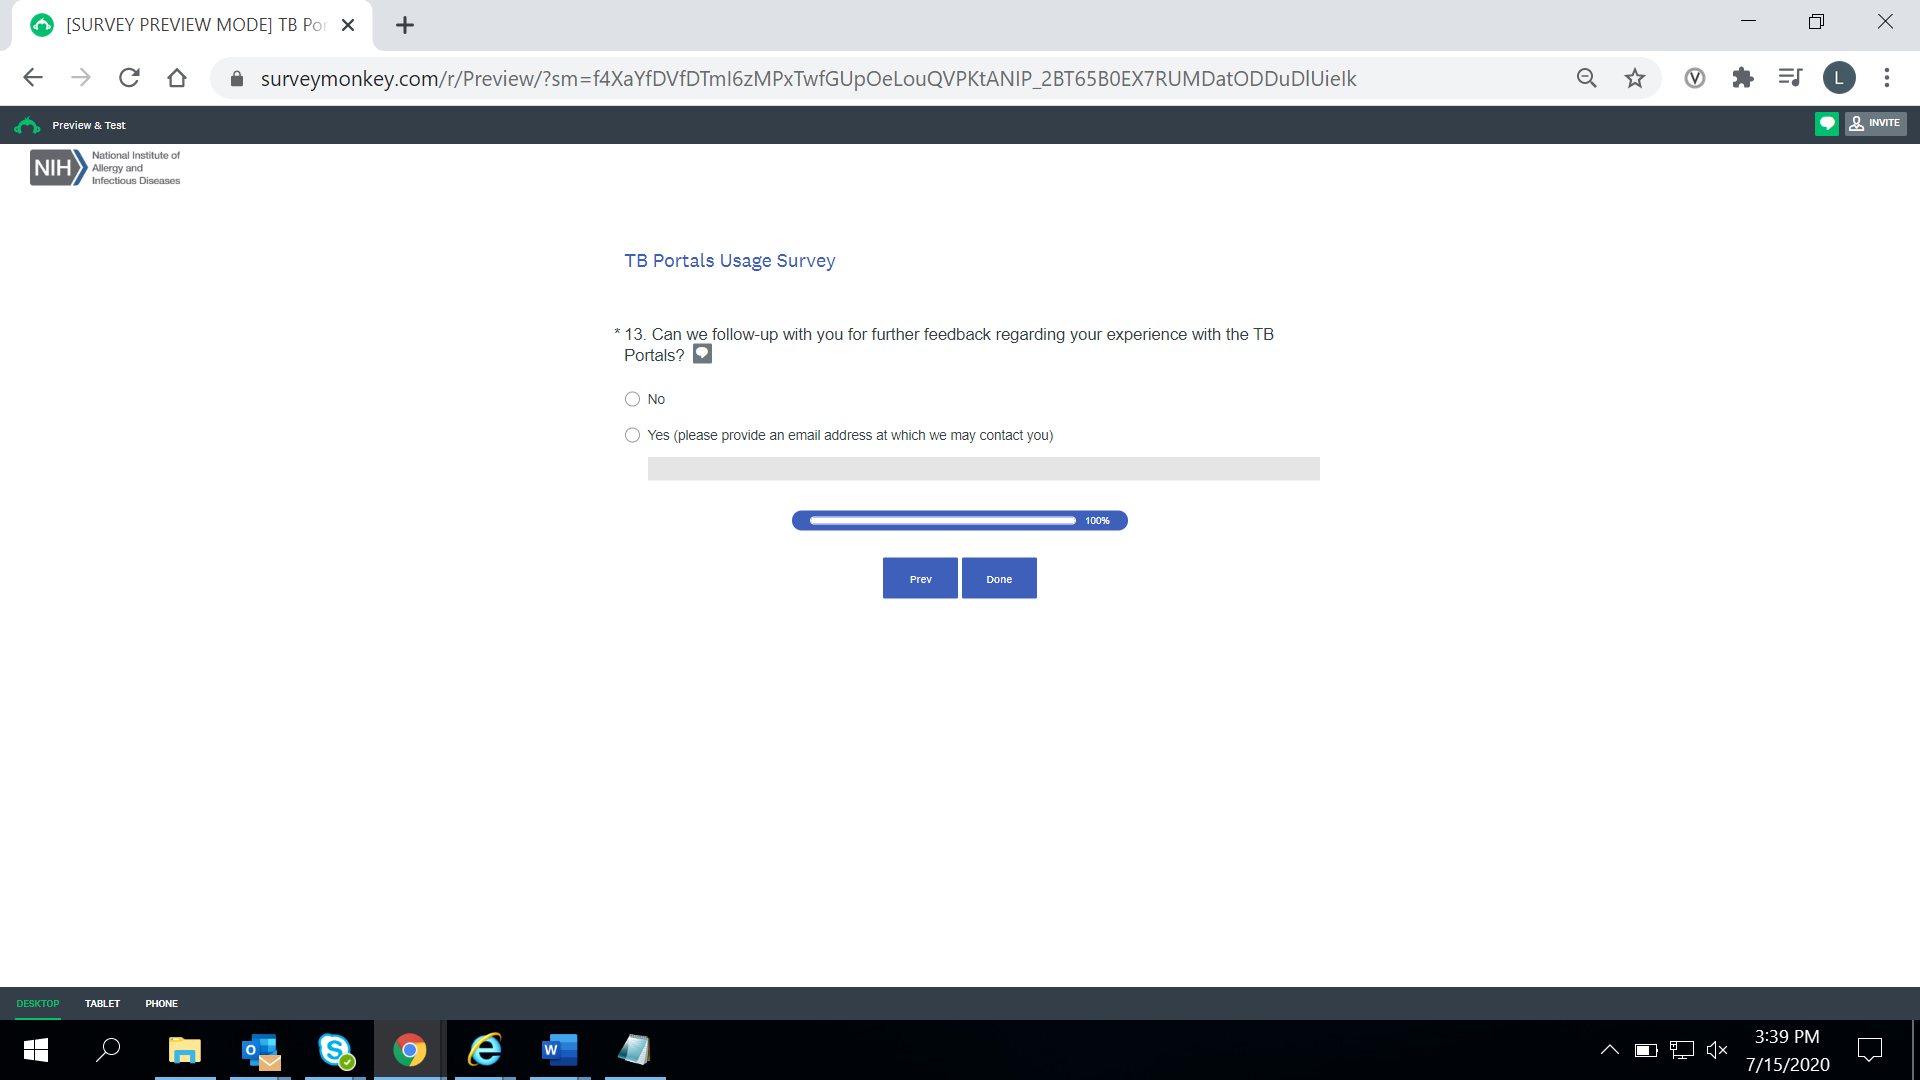 [SURVEY PREVIEW MODE] TB Po
surveymonkey.com/r/Preview/?sm=f4XaYfDVfDTmI6zMPxTwfGUpOeLouQVPKtANIP_2BT65B0EX7RUMDatODDuDlUieIk
L
Preview & Test
INVITE
NIH
National Institute of
Allergy and
Infectious Diseases
TB Portals Usage Survey
* 13. Can we follow-up with you for further feedback regarding your experience with the TB
Portals?
No
Yes (please provide an email address at which we may contact you)
100%
Prev
Done
DESKTOP
TABLET
PHONE
3:39 PM
7/15/2020